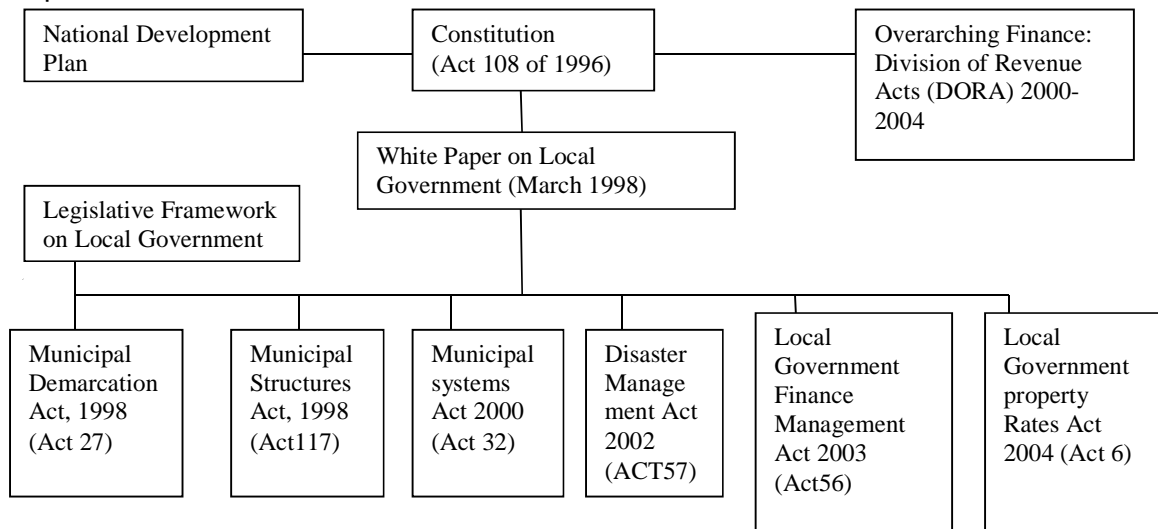 National Development
Plan
Constitution
(Act 108 of 1996)
Overarching Finance:
Division of Revenue
Acts (DORA) 2000-
2004
White Paper on Local
Government (March 1998)
Legislative Framework
on Local Government
Municipal
Demarcation
Act, 1998
(Act 27)
Municipal
Structures
Act, 1998
(Act117)
Municipal
systems
Act 2000
(Act 32)
Disaster
Manage
ment Act
2002
(ACT57)
Local
Government
Finance
Management
Act 2003
(Act56)
Local
Government
property
Rates Act
2004 (Act 6)